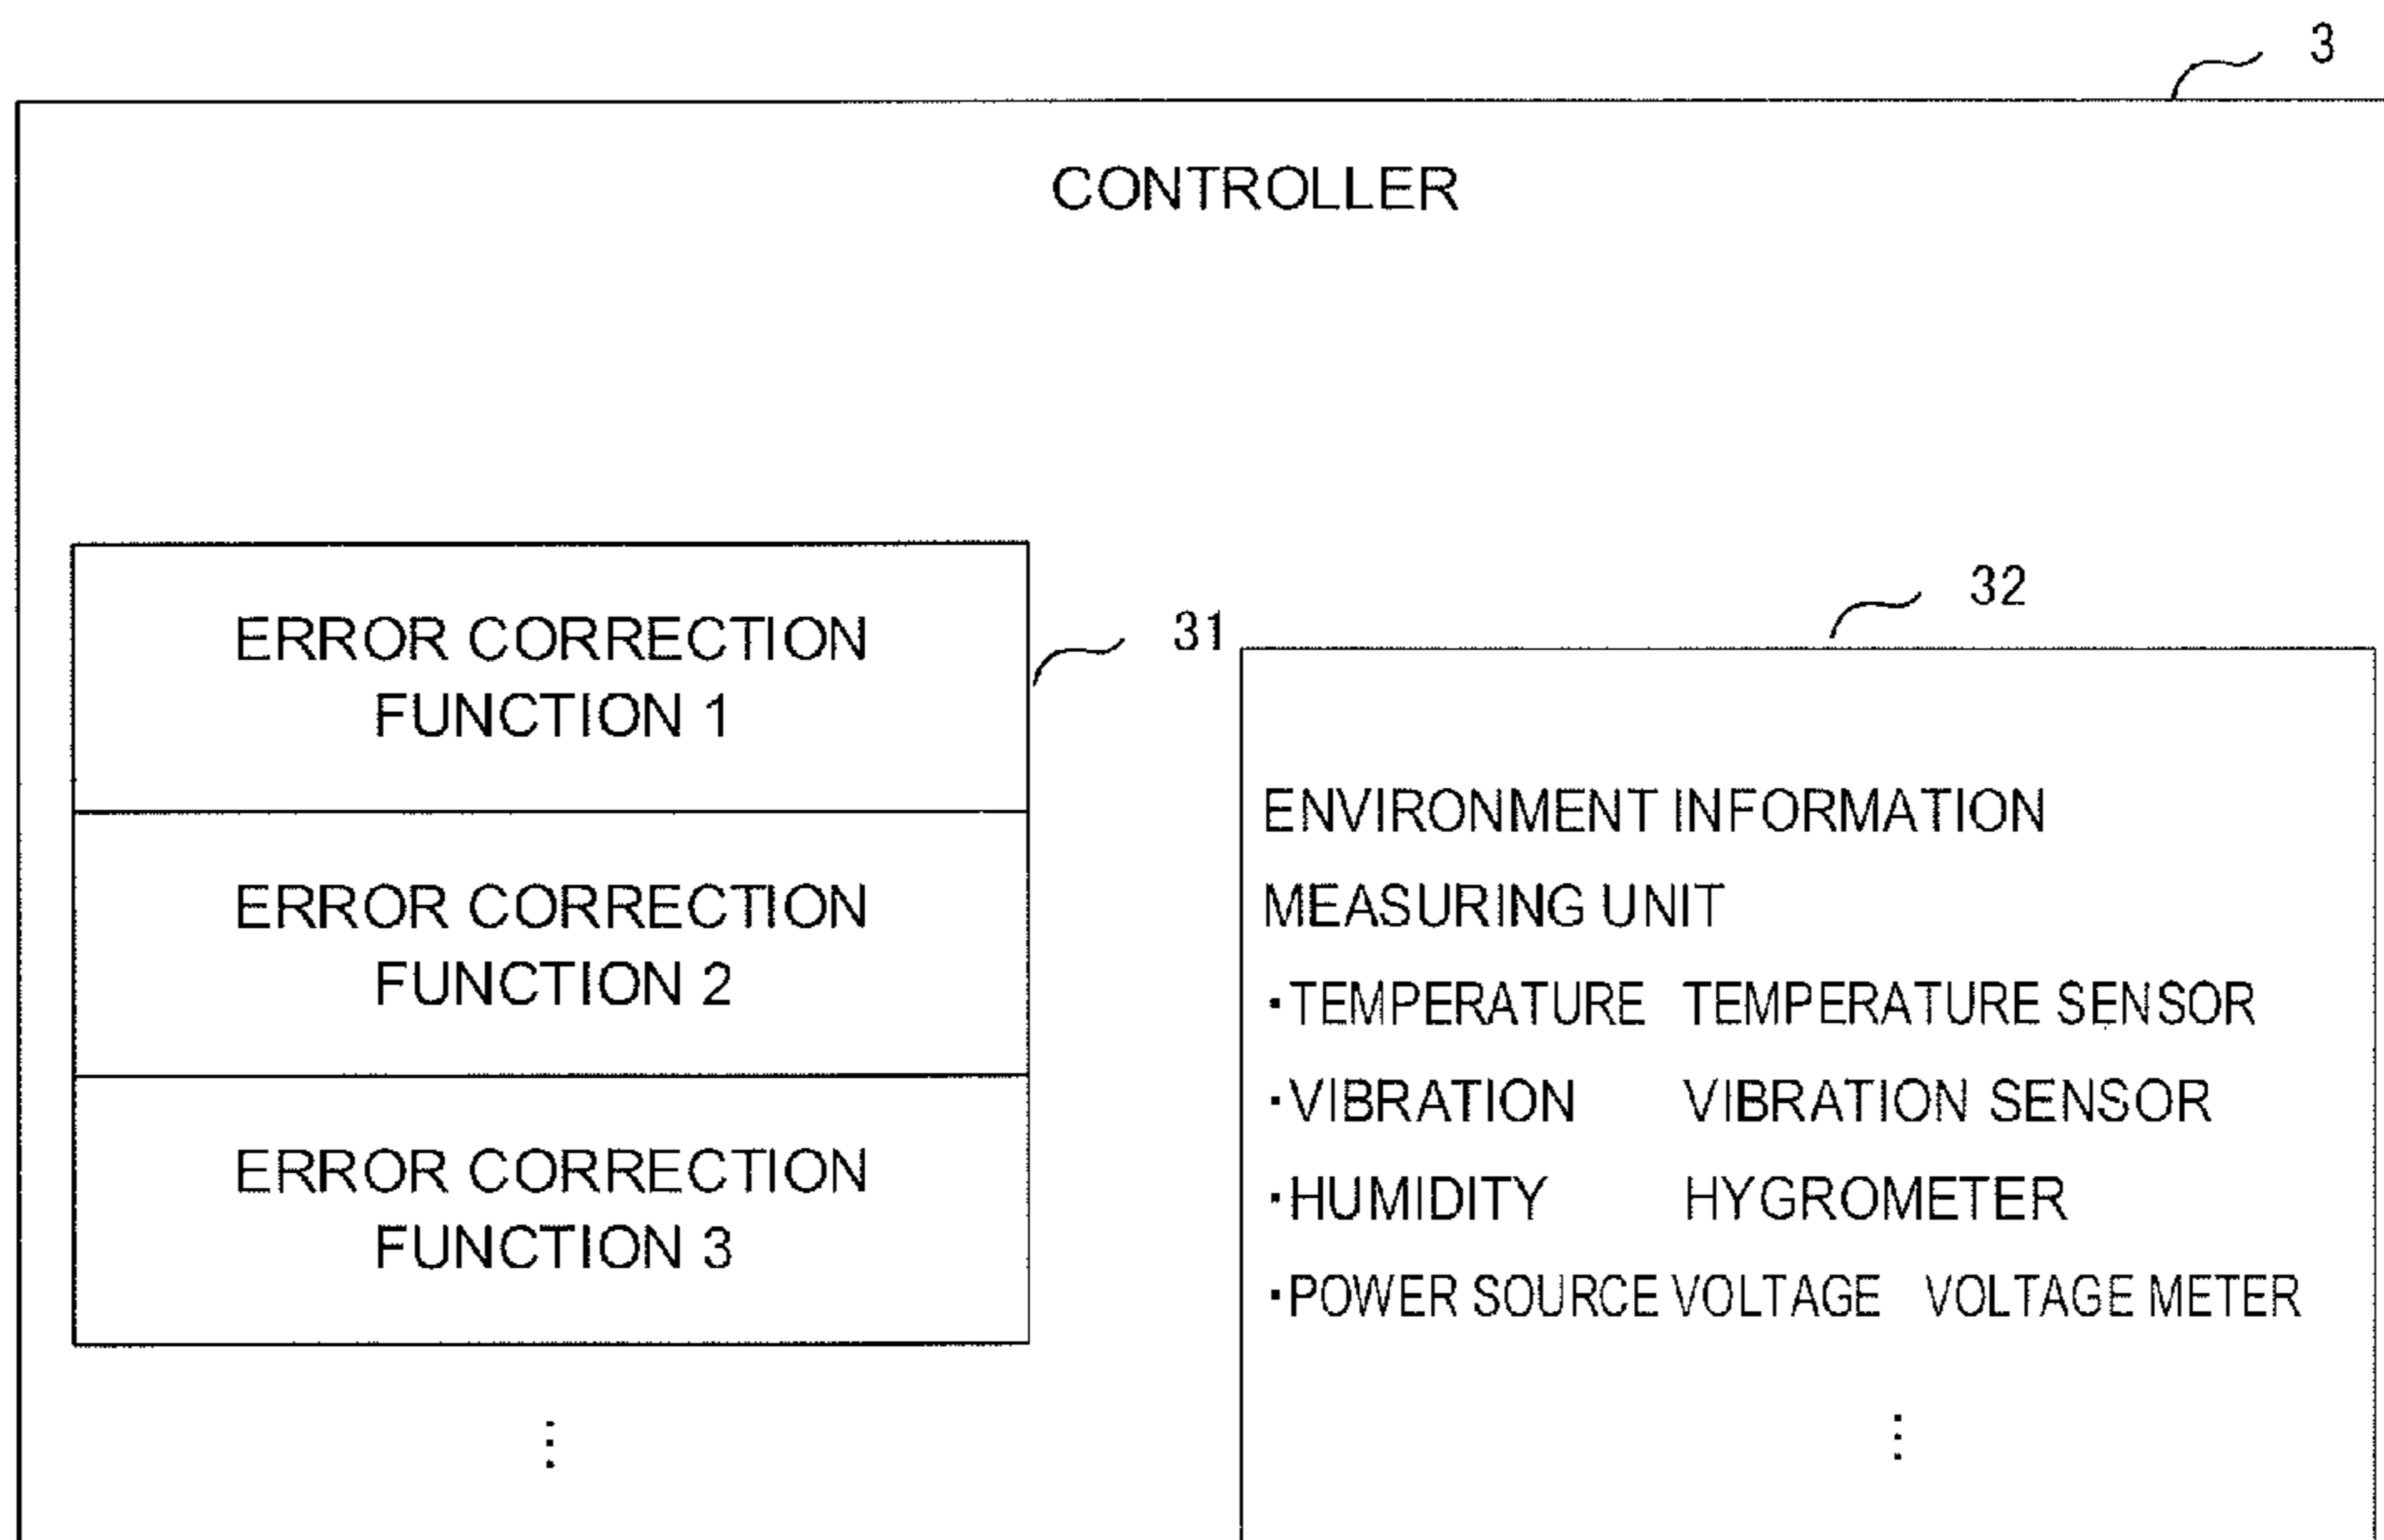 3
CONTROLLER
31
ERROR CORRECTION
FUNCTION 1
ERROR CORRECTION
FUNCTION 2
ERROR CORRECTION
FUNCTION 3
⋮
32
ENVIRONMENT INFORMATION
MEASURING UNIT
・TEMPERATURE TEMPERATURE SENSOR
・VIBRATION VIBRATION SENSOR
・HUMIDITY HYGROMETER
・POWER SOURCE VOLTAGE VOLTAGE METER
⋮